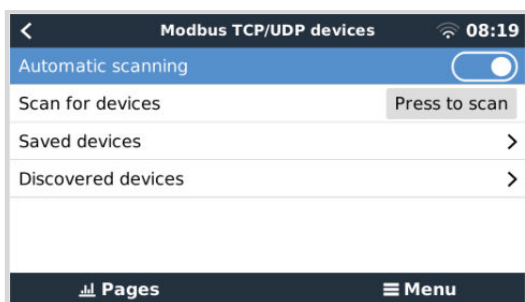 Modbus TCP/UDP devices 08:19
Automatic scanning
Scan for devices Press to scan
Saved devices
Discovered devices
Pages Menu